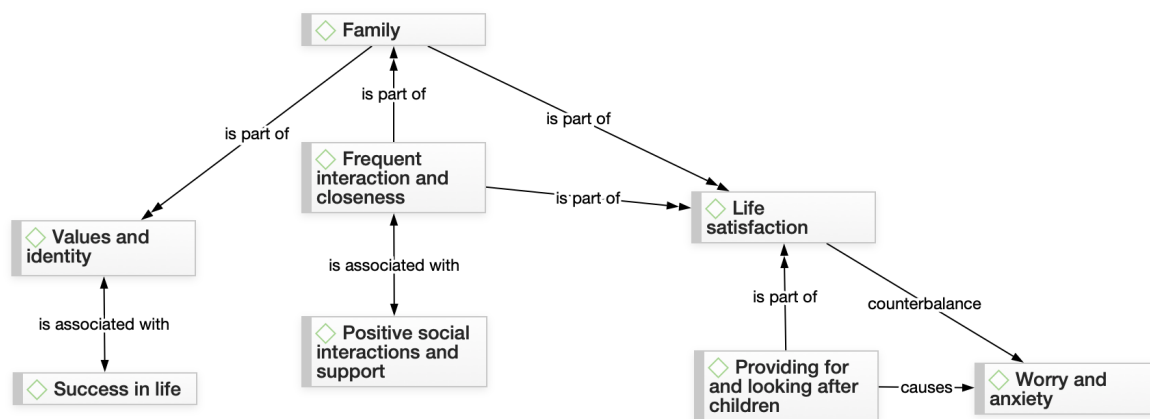 Family
is part of
is part of
is part of
Frequent
interaction and
closeness
is part of
Life
satisfaction
Values and
identity
is associated with
is part of
counterbalance
is associated with
Positive social
interactions and
support
Success in life
Providing for
and looking after
children
causes
Worry and
anxiety